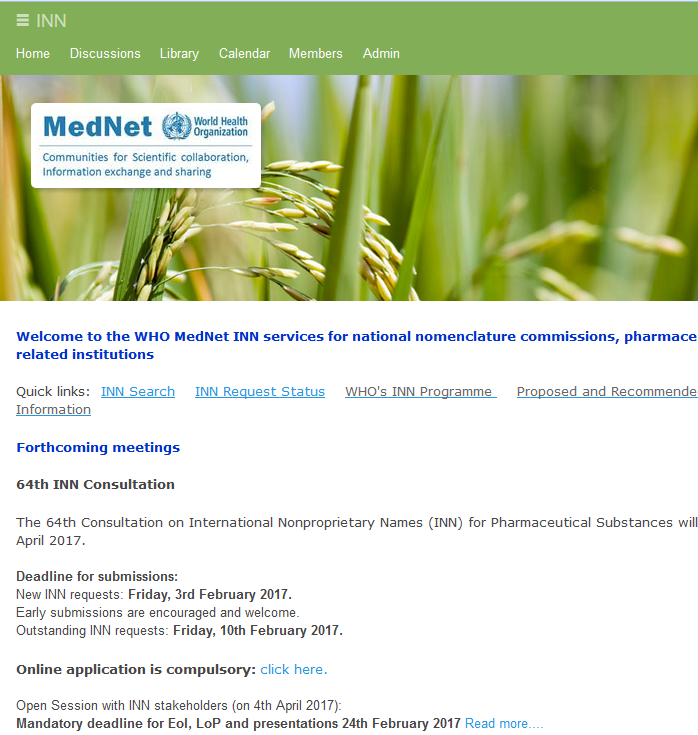 INN
Home Discussions Library Calendar Members Admin
MedNet World Health
Organization
Communities for Scientific collaboration,
Information exchange and sharing
Welcome to the WHO MedNet INN services for national nomenclature commissions, pharmace
related institutions
Quick links: INN Search INN Request Status WHO's INN Programme Proposed and Recommende
Information
Forthcoming meetings
64th INN Consultation
The 64th Consultation on International Nonproprietary Names (INN) for Pharmaceutical Substances will
April 2017.
Deadline for submissions:
New INN requests: Friday, 3rd February 2017.
Early submissions are encouraged and welcome.
Outstanding INN requests: Friday, 10th February 2017.
Online application is compulsory: click here.
Open Session with INN stakeholders (on 4th April 2017):
Mandatory deadline for EoI, LoP and presentations 24th February 2017 Read more....